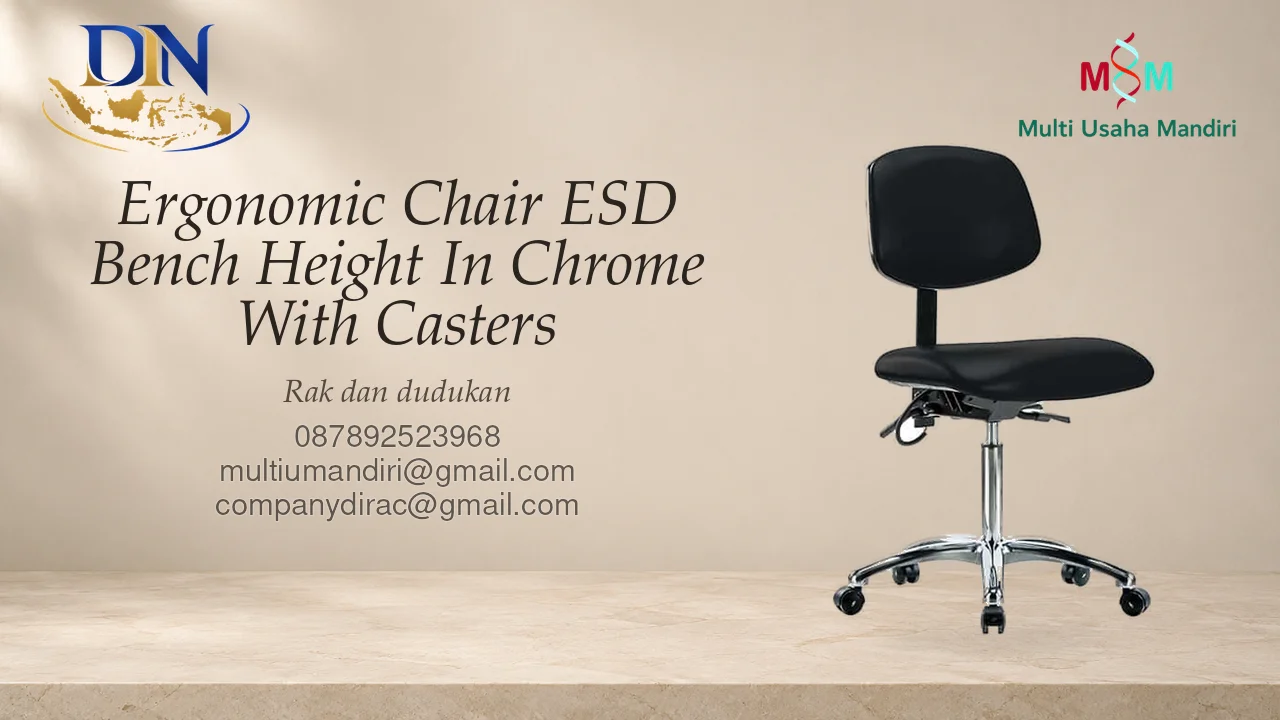 DIN
M M
Multi Usaha Mandiri
Ergonomic Chair ESD
Bench Height In Chrome
With Casters
Rak dan dudukan
087892523968
multiumandiri@gmail.com
companydirac@gmail.com